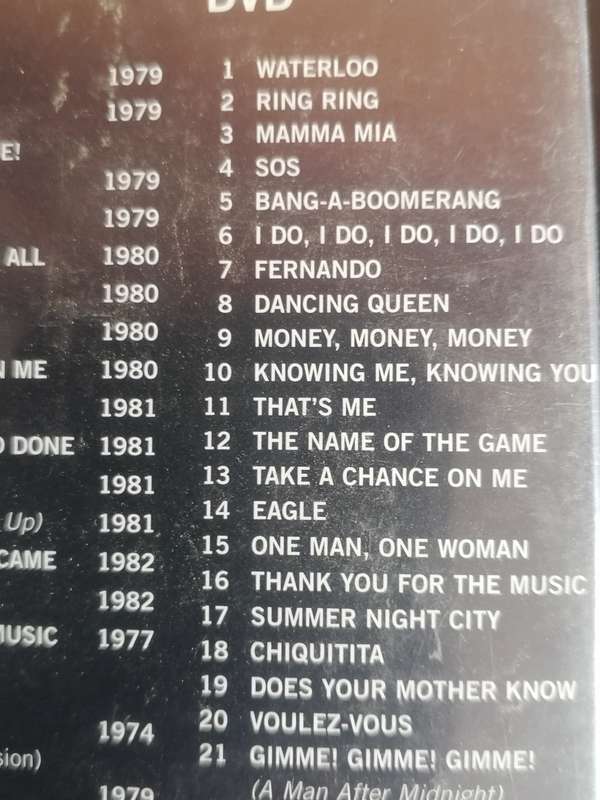 DVD
1979 1 WATERLOO
1979 2 RING RING
3 MAMMA MIA
E!
1979 4 SOS
1979 5 BANG-A-BOOMERANG
ALL 1980 6 I DO, I DO, I DO, I DO, I DO
1980 7 FERNANDO
1980 8 DANCING QUEEN
1980 9 MONEY, MONEY, MONEY
ME 1980 10 KNOWING ME, KNOWING YOU
1981 11 THAT'S ME
DONE 1981 12 THE NAME OF THE GAME
1981 13 TAKE A CHANCE ON ME
Up) 1981 14 EAGLE
CAME 1982 15 ONE MAN, ONE WOMAN
1982 16 THANK YOU FOR THE MUSIC
MUSIC 1977 17 SUMMER NIGHT CITY
18 CHIQUITITA
19 DOES YOUR MOTHER KNOW
1974 20 VOULEZ-VOUS
sion) 21 GIMME! GIMME! GIMME!
1979 (A Man After Midnight)